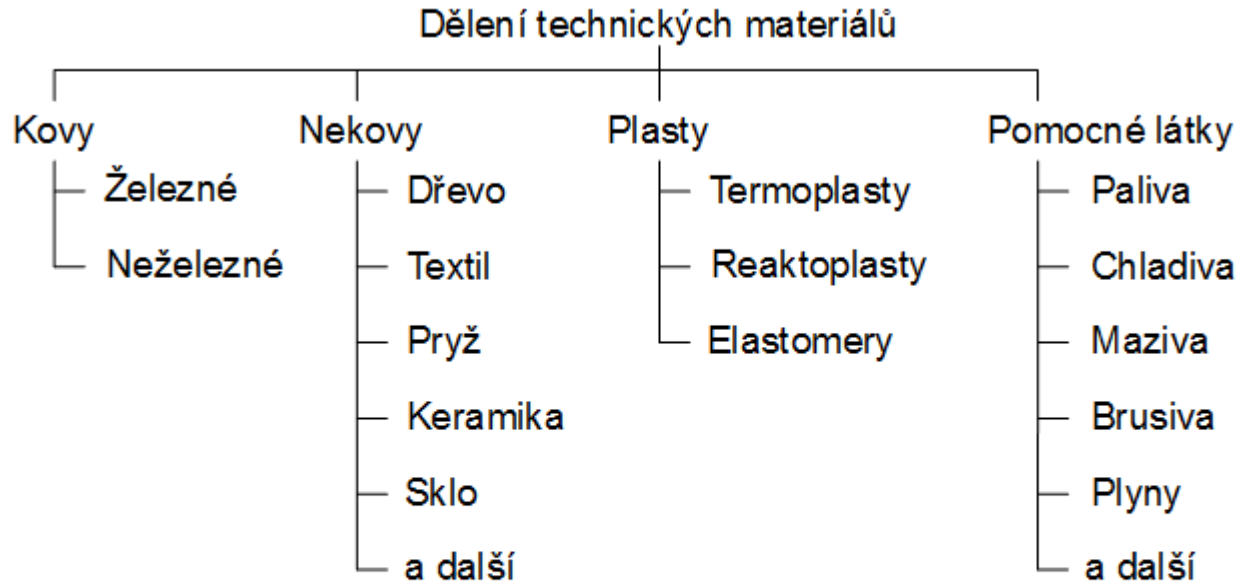 Dělení technických materiálů
Kovy
Železné
Neželezné
Nekovy
Dřevo
Textil
Pryž
Keramika
Sklo
a další
Plasty
Termoplasty
Reaktoplasty
Elastomery
Pomocné látky
Paliva
Chladiva
Maziva
Brusiva
Plyny
a další